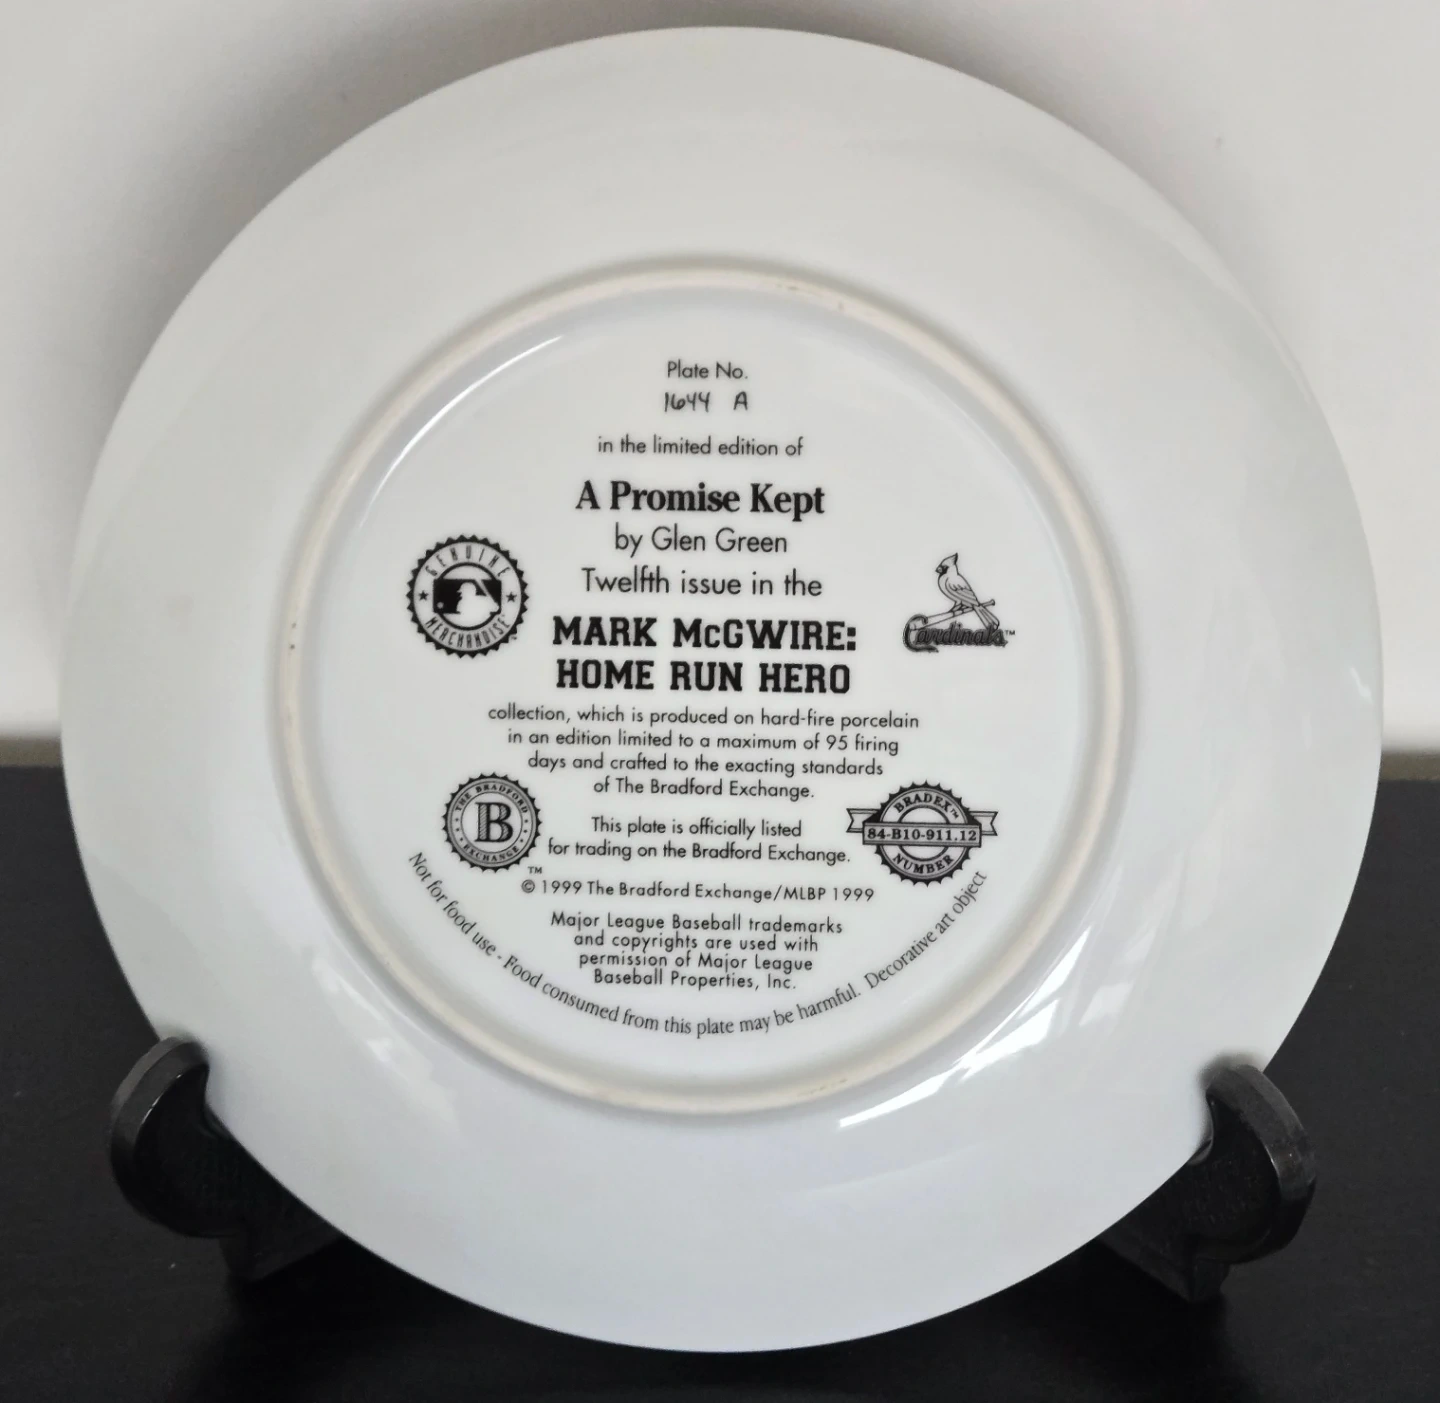 Plate No.
1644 A
in the limited edition of
A Promise Kept
by Glen Green
Twelfth issue in the
MARK McGWIRE:
HOME RUN HERO
GENUINE
MERCHANDISE
Cardinals™
collection, which is produced on hard-fire porcelain
in an edition limited to a maximum of 95 firing
days and crafted to the exacting standards
of The Bradford Exchange.
THE BRADFORD
B
EXCHANGE
™
This plate is officially listed
for trading on the Bradford Exchange.
BRADEX™
84-B10-911.12
NUMBER
© 1999 The Bradford Exchange/MLBP 1999
Major League Baseball trademarks
and copyrights are used with
permission of Major League
Baseball Properties, Inc.
Not for food use - Food consumed from this plate may be harmful. Decorative art object